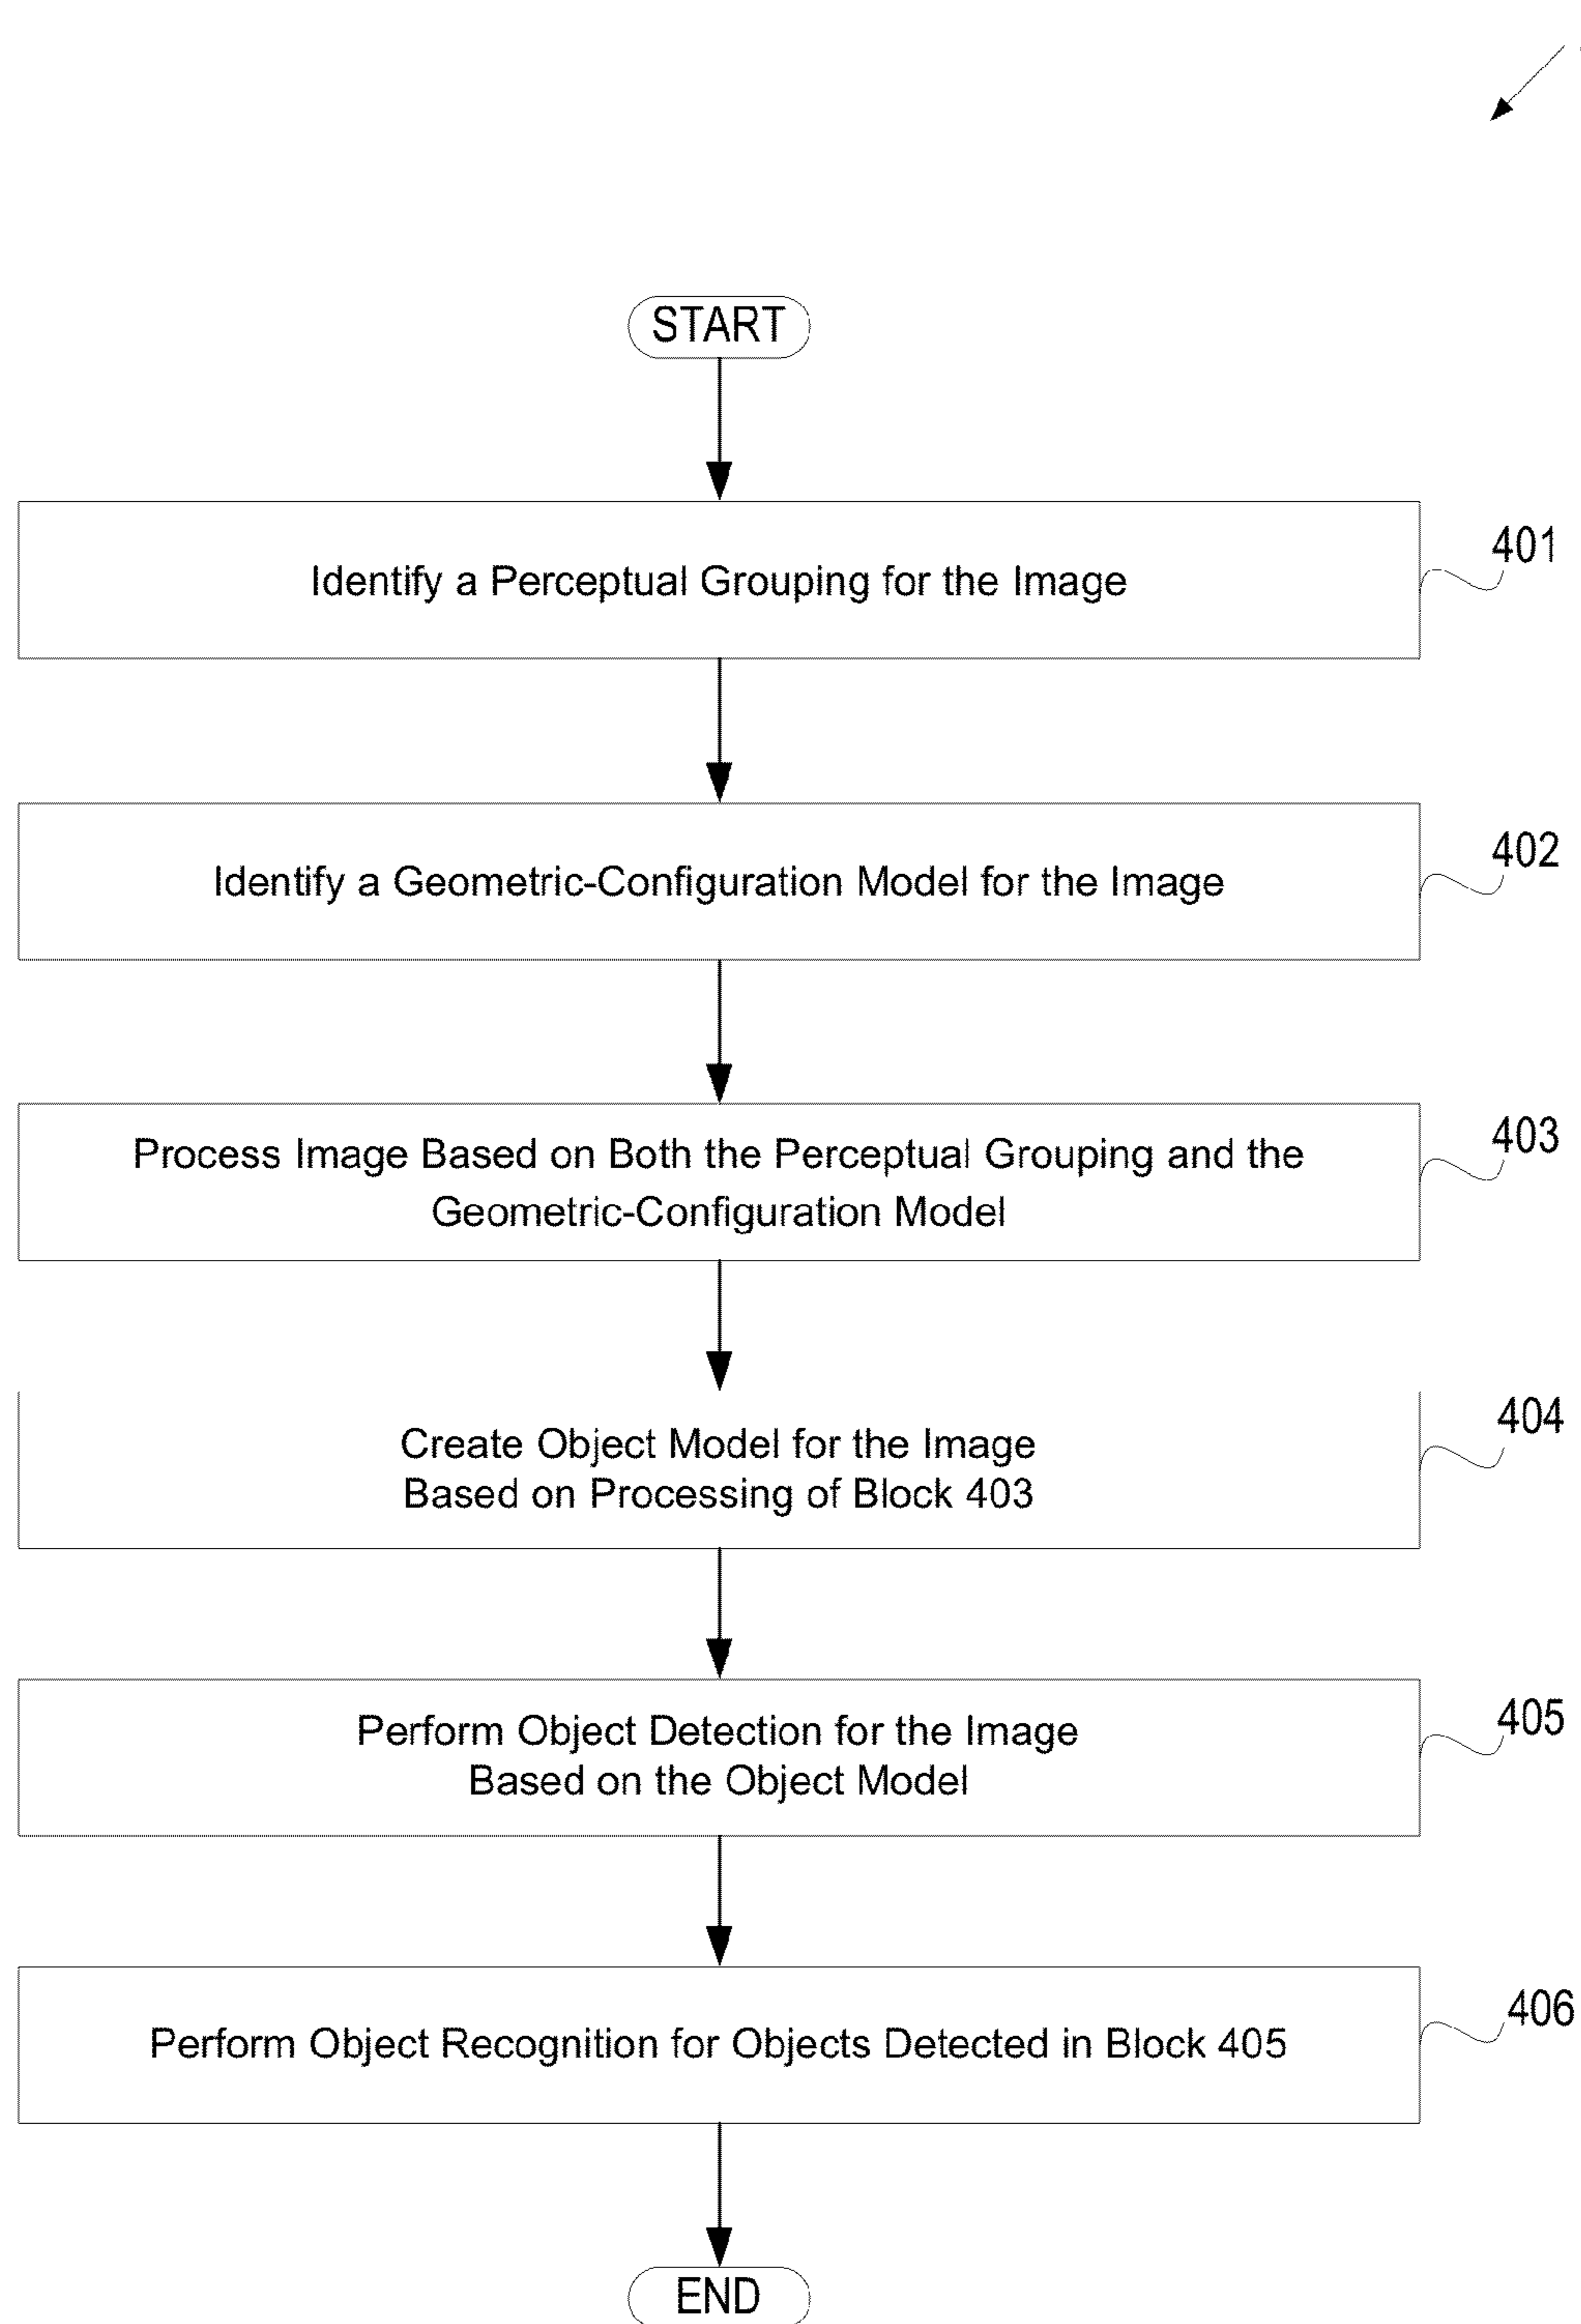 START
Identify a Perceptual Grouping for the Image
401
Identify a Geometric-Configuration Model for the Image
402
Process Image Based on Both the Perceptual Grouping and the
Geometric-Configuration Model
403
Create Object Model for the Image
Based on Processing of Block 403
404
Perform Object Detection for the Image
Based on the Object Model
405
Perform Object Recognition for Objects Detected in Block 405
406
END